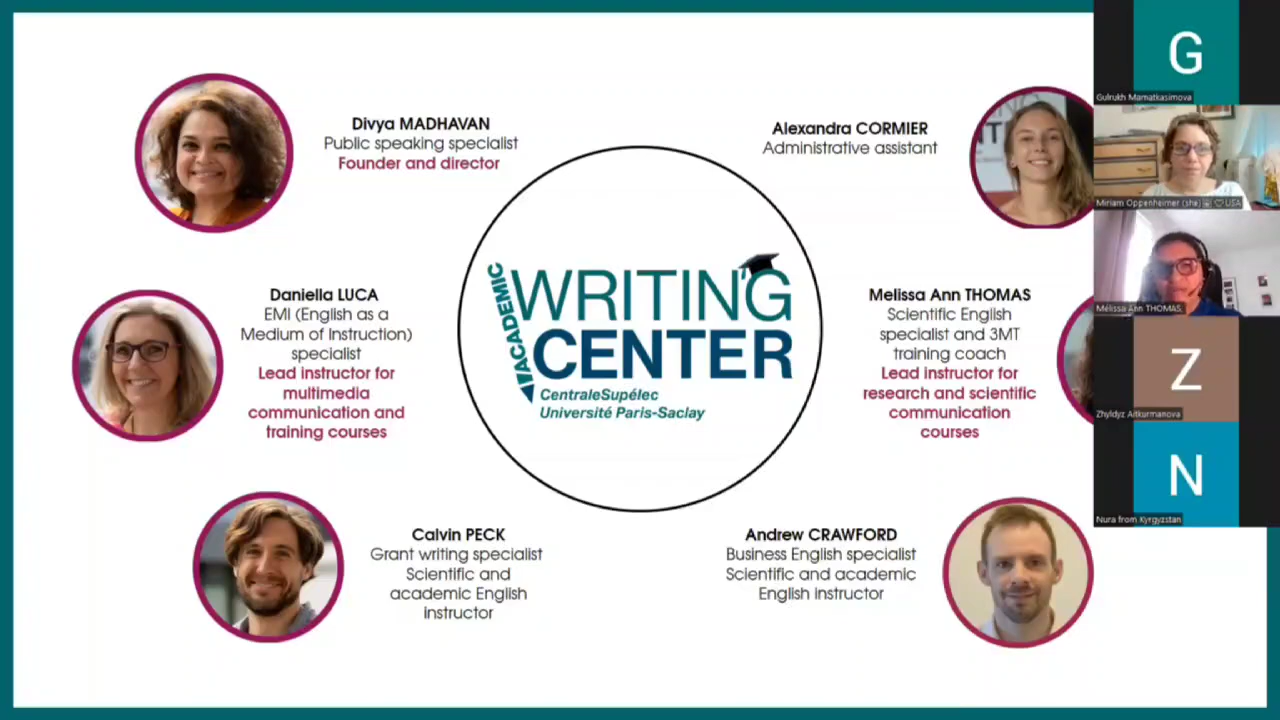 Divya MADHAVAN
Public speaking specialist
Founder and director
Alexandra CORMIER
Administrative assistant
Daniella LUCA
EMI (English as a
Medium of Instruction)
specialist
Lead instructor for
multimedia
communication and
training courses
ACADEMIC
WRITING
CENTER
CentraleSupélec
Université Paris-Saclay
Melissa Ann THOMAS
Scientific English
specialist and 3MT
training coach
Lead instructor for
research and scientific
communication
courses
Calvin PECK
Grant writing specialist
Scientific and
academic English
instructor
Andrew CRAWFORD
Business English specialist
Scientific and academic
English instructor
G
Gulrukh Mamatkasimova
Miriam Oppenheimer (she) USA
Mélissa Ann THOMAS
Z
Zhyldyz Aitkurmanova
N
Nura from Kyrgyzstan